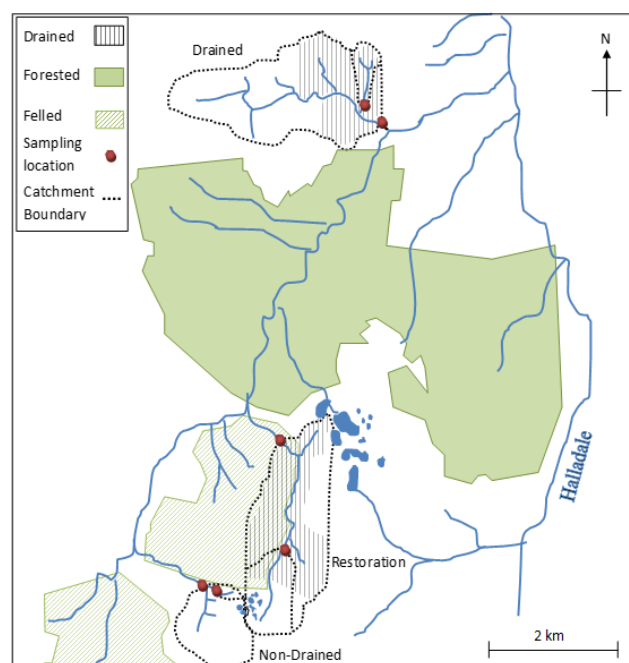 Drained
Forested
Felled
Sampling
location
Catchment
Boundary
Drained
N
Halladale
Restoration
Non-Drained
2 km